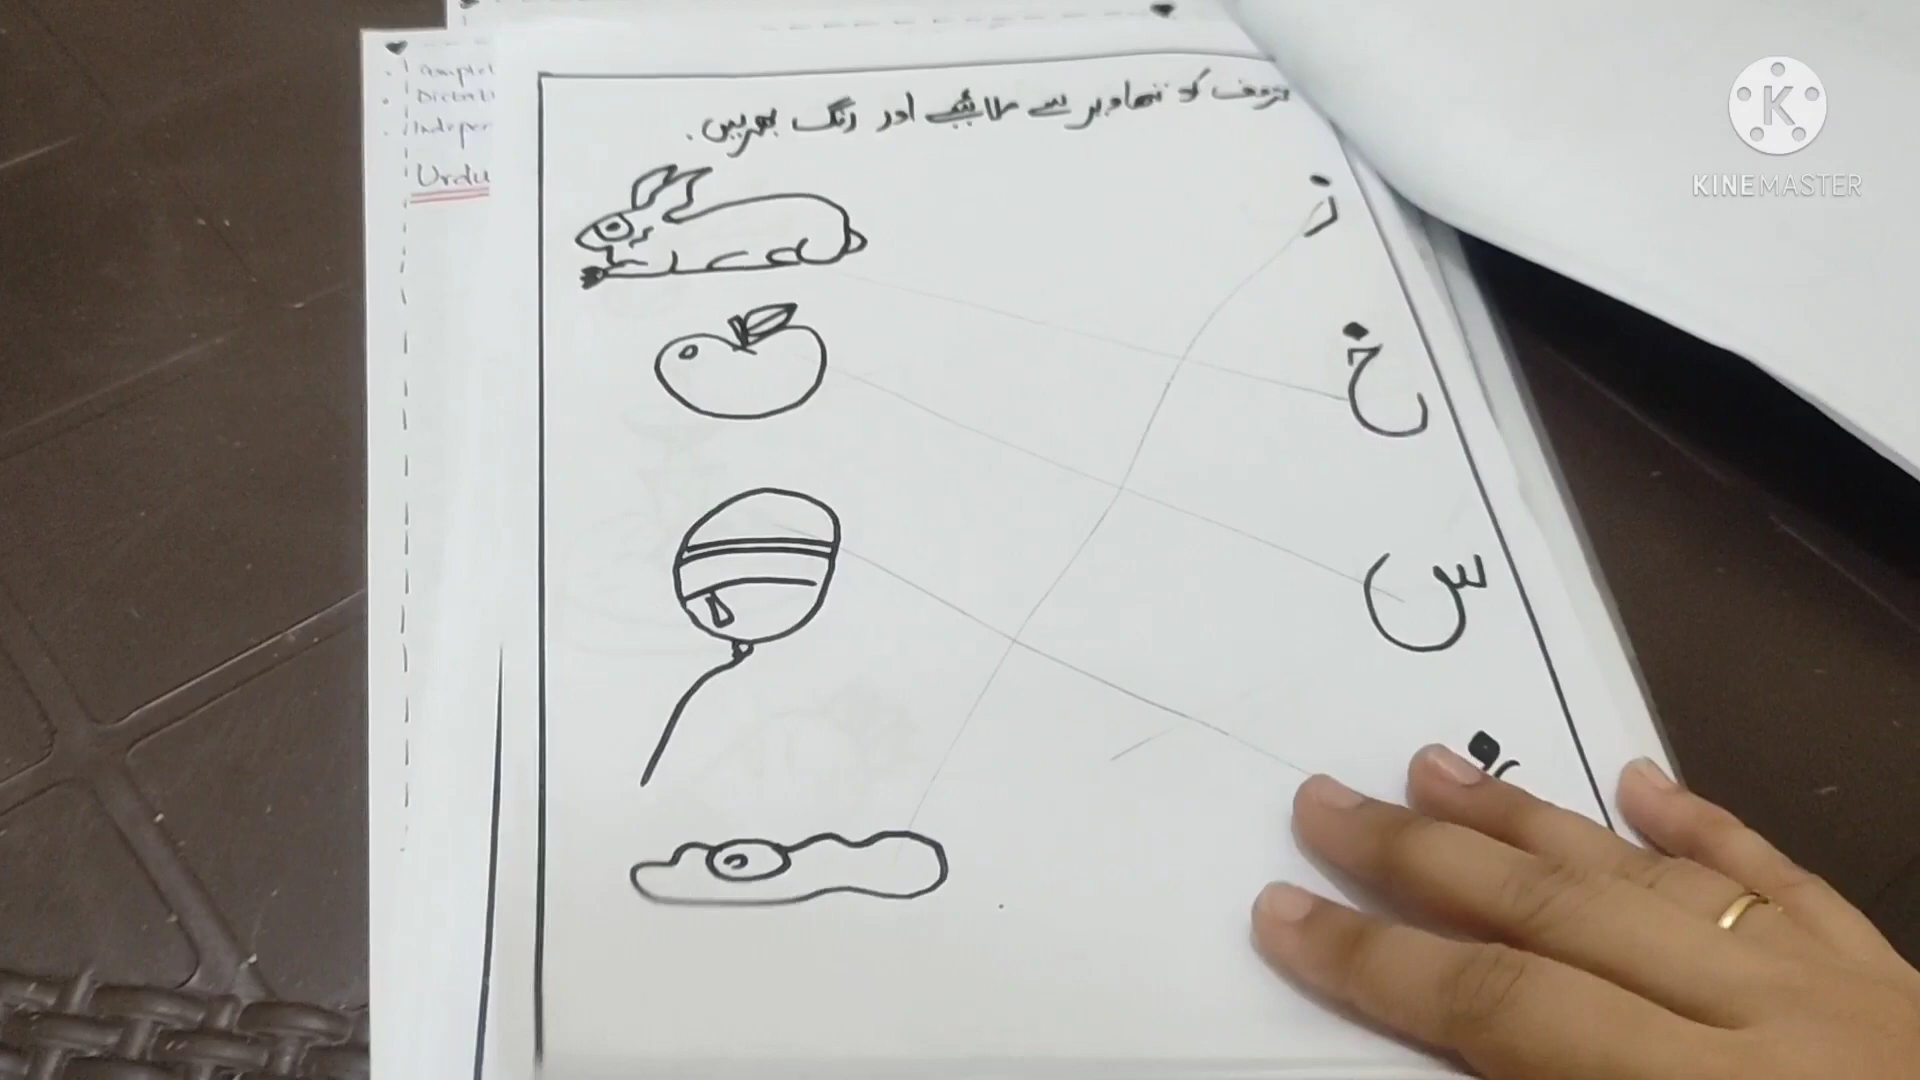 حروف کو تصاویر سے ملائیے اور رنگ بھریں.
ز
خ
س
Urdu
K
KINEMASTER